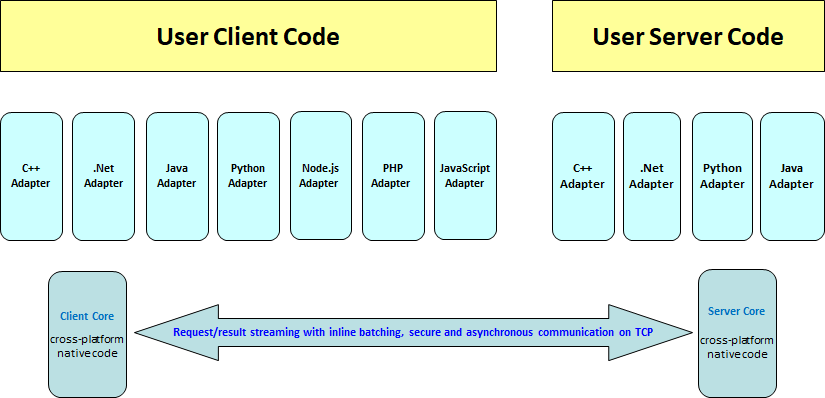 User Client Code
User Server Code
C++
Adapter
.Net
Adapter
Java
Adapter
Python
Adapter
Node.js
Adapter
PHP
Adapter
JavaScript
Adapter
C++
Adapter
.Net
Adapter
Python
Adapter
Java
Adapter
Client Core
cross-platform
native code
Request/result streaming with inline batching, secure and asynchronous communication on TCP
Server Core
cross-platform
native code